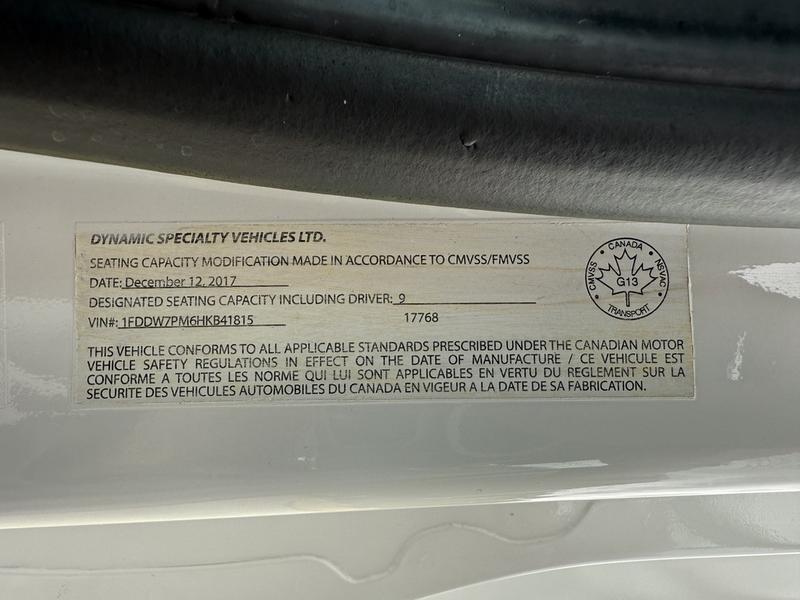 DYNAMIC SPECIALTY VEHICLES LTD.
SEATING CAPACITY MODIFICATION MADE IN ACCORDANCE TO CMVSS/FMVSS
DATE: December 12, 2017
DESIGNATED SEATING CAPACITY INCLUDING DRIVER: 9
VIN#: 1FDDW7PM6HKB41815 17768
CANADA
CMVSS G13 NSVAC
TRANSPORT
THIS VEHICLE CONFORMS TO ALL APPLICABLE STANDARDS PRESCRIBED UNDER THE CANADIAN MOTOR
VEHICLE SAFETY REGULATIONS IN EFFECT ON THE DATE OF MANUFACTURE / CE VEHICULE EST
CONFORME A TOUTES LES NORME QUI LUI SONT APPLICABLES EN VERTU DU REGLEMENT SUR LA
SECURITE DES VEHICULES AUTOMOBILES DU CANADA EN VIGEUR A LA DATE DE SA FABRICATION.